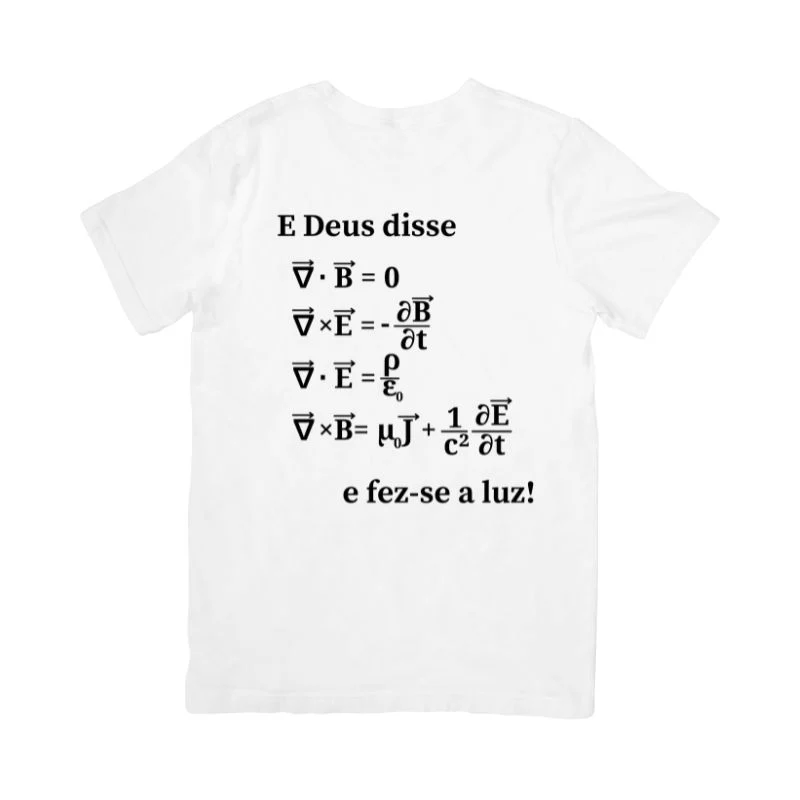 E Deus disse
∇⃗ · B⃗ = 0
∇⃗ × E⃗ = - ∂B⃗/∂t
∇⃗ · E⃗ = ρ/ε₀
∇⃗ × B⃗ = μ₀J⃗ + 1/c² ∂E⃗/∂t
e fez-se a luz!